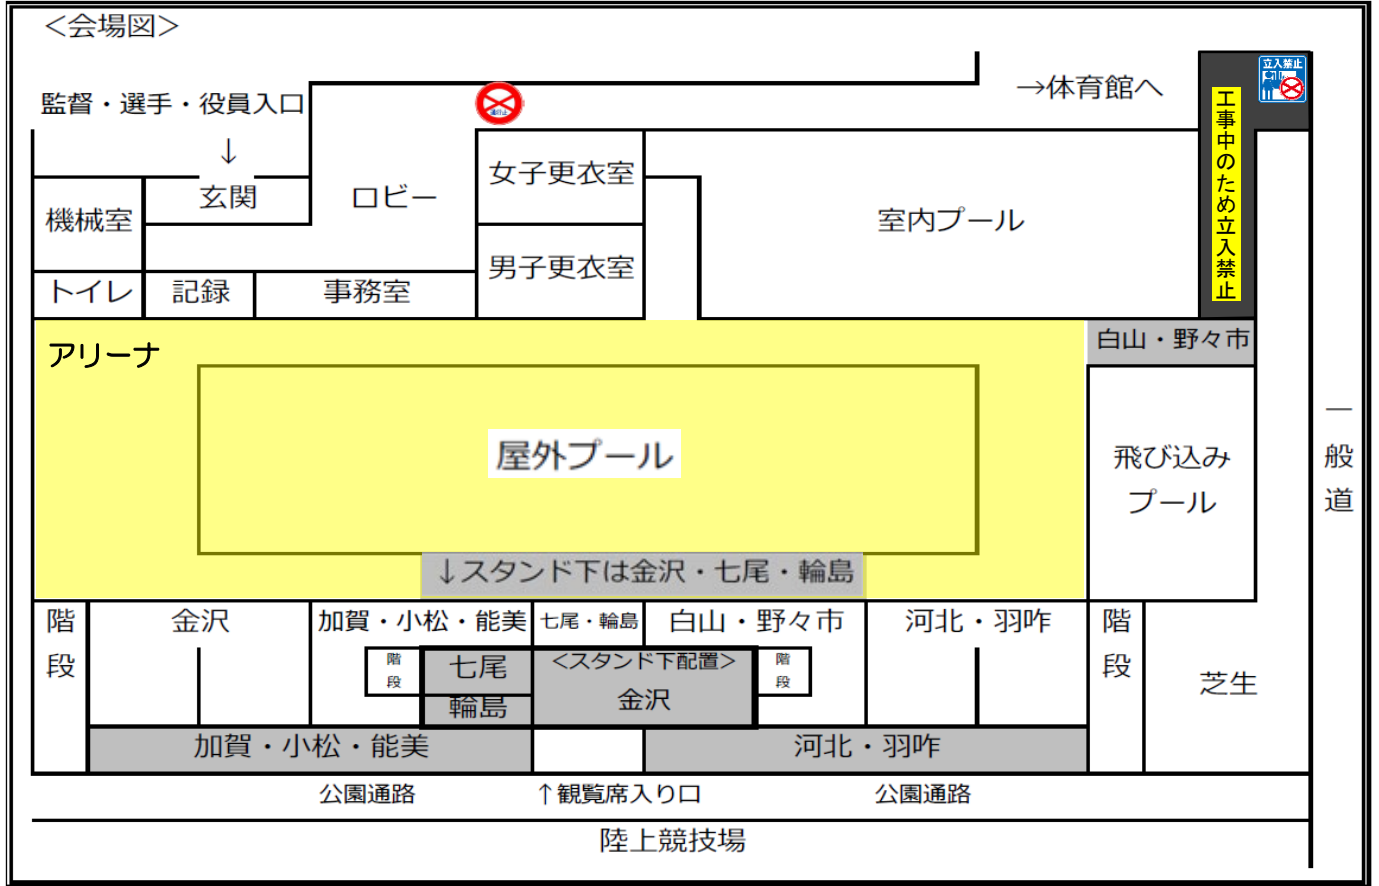 ＜会場図＞
監督・選手・役員入口
↓
→体育館へ
立入禁止
工事中のため立入禁止
機械室
玄関
ロビー
女子更衣室
男子更衣室
室内プール
トイレ
記録
事務室
アリーナ
屋外プール
白山・野々市
飛び込み
プール
一般道
↓スタンド下は金沢・七尾・輪島
階段
金沢
加賀・小松・能美
七尾・輪島
白山・野々市
河北・羽咋
階段
階段
七尾
輪島
＜スタンド下配置＞
金沢
階段
芝生
加賀・小松・能美
河北・羽咋
公園通路
↑観覧席入り口
公園通路
陸上競技場